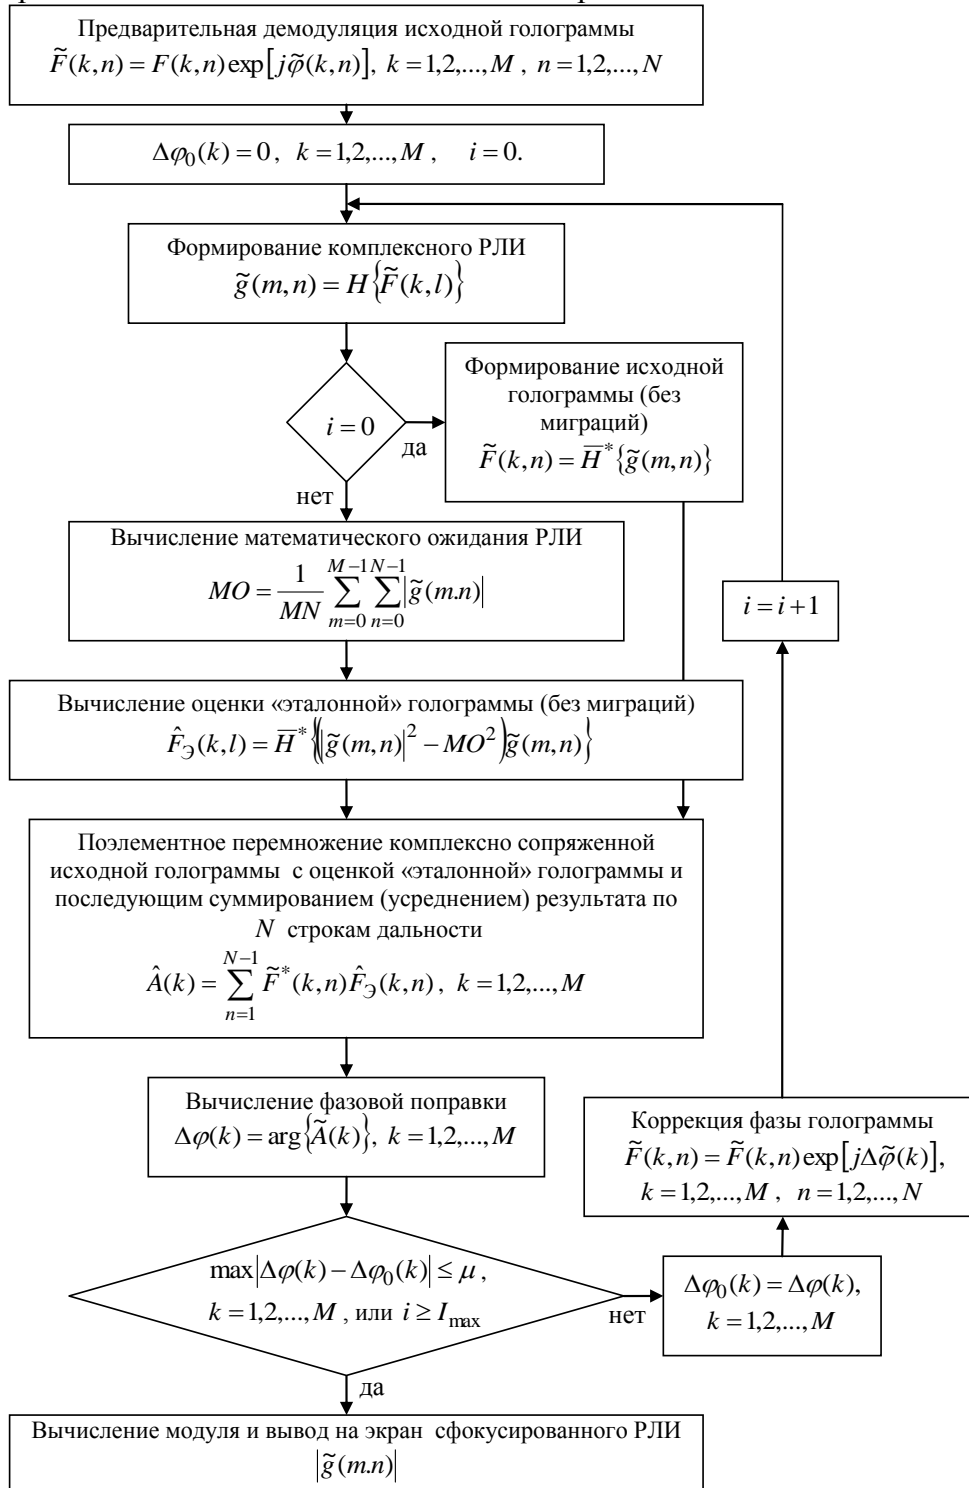 Предварительная демодуляция исходной голограммы
F̃(k,n) = F(k,n)exp[jφ̃(k,n)], k = 1,2,...,M , n = 1,2,...,N
Δφ₀(k) = 0, k = 1,2,...,M , i = 0.
Формирование комплексного РЛИ
g̃(m,n) = H{F̃(k,l)}
i = 0
да
нет
Формирование исходной
голограммы (без
миграций)
F̃(k,n) = H̅*{g̃(m,n)}
Вычисление математического ожидания РЛИ
MO = 1/MN ∑_{m=0}^{M−1} ∑_{n=0}^{N−1} |g̃(m.n)|
i = i + 1
Вычисление оценки «эталонной» голограммы (без миграций)
F̂_Э(k,l) = H̅*{(|g̃(m,n)|² − MO²)g̃(m,n)}
Поэлементное перемножение комплексно сопряженной
исходной голограммы с оценкой «эталонной» голограммы и
последующим суммированием (усреднением) результата по
N строкам дальности
Â(k) = ∑_{n=1}^{N−1} F̃*(k,n)F̂_Э(k,n), k = 1,2,...,M
Вычисление фазовой поправки
Δφ(k) = arg{Ã(k)}, k = 1,2,...,M
Коррекция фазы голограммы
F̃(k,n) = F̃(k,n)exp[jΔφ̃(k)],
k = 1,2,...,M , n = 1,2,...,N
max|Δφ(k) − Δφ₀(k)| ≤ μ ,
k = 1,2,...,M , или i ≥ I_max
нет
Δφ₀(k) = Δφ(k),
k = 1,2,...,M
да
Вычисление модуля и вывод на экран сфокусированного РЛИ
|g̃(m.n)|